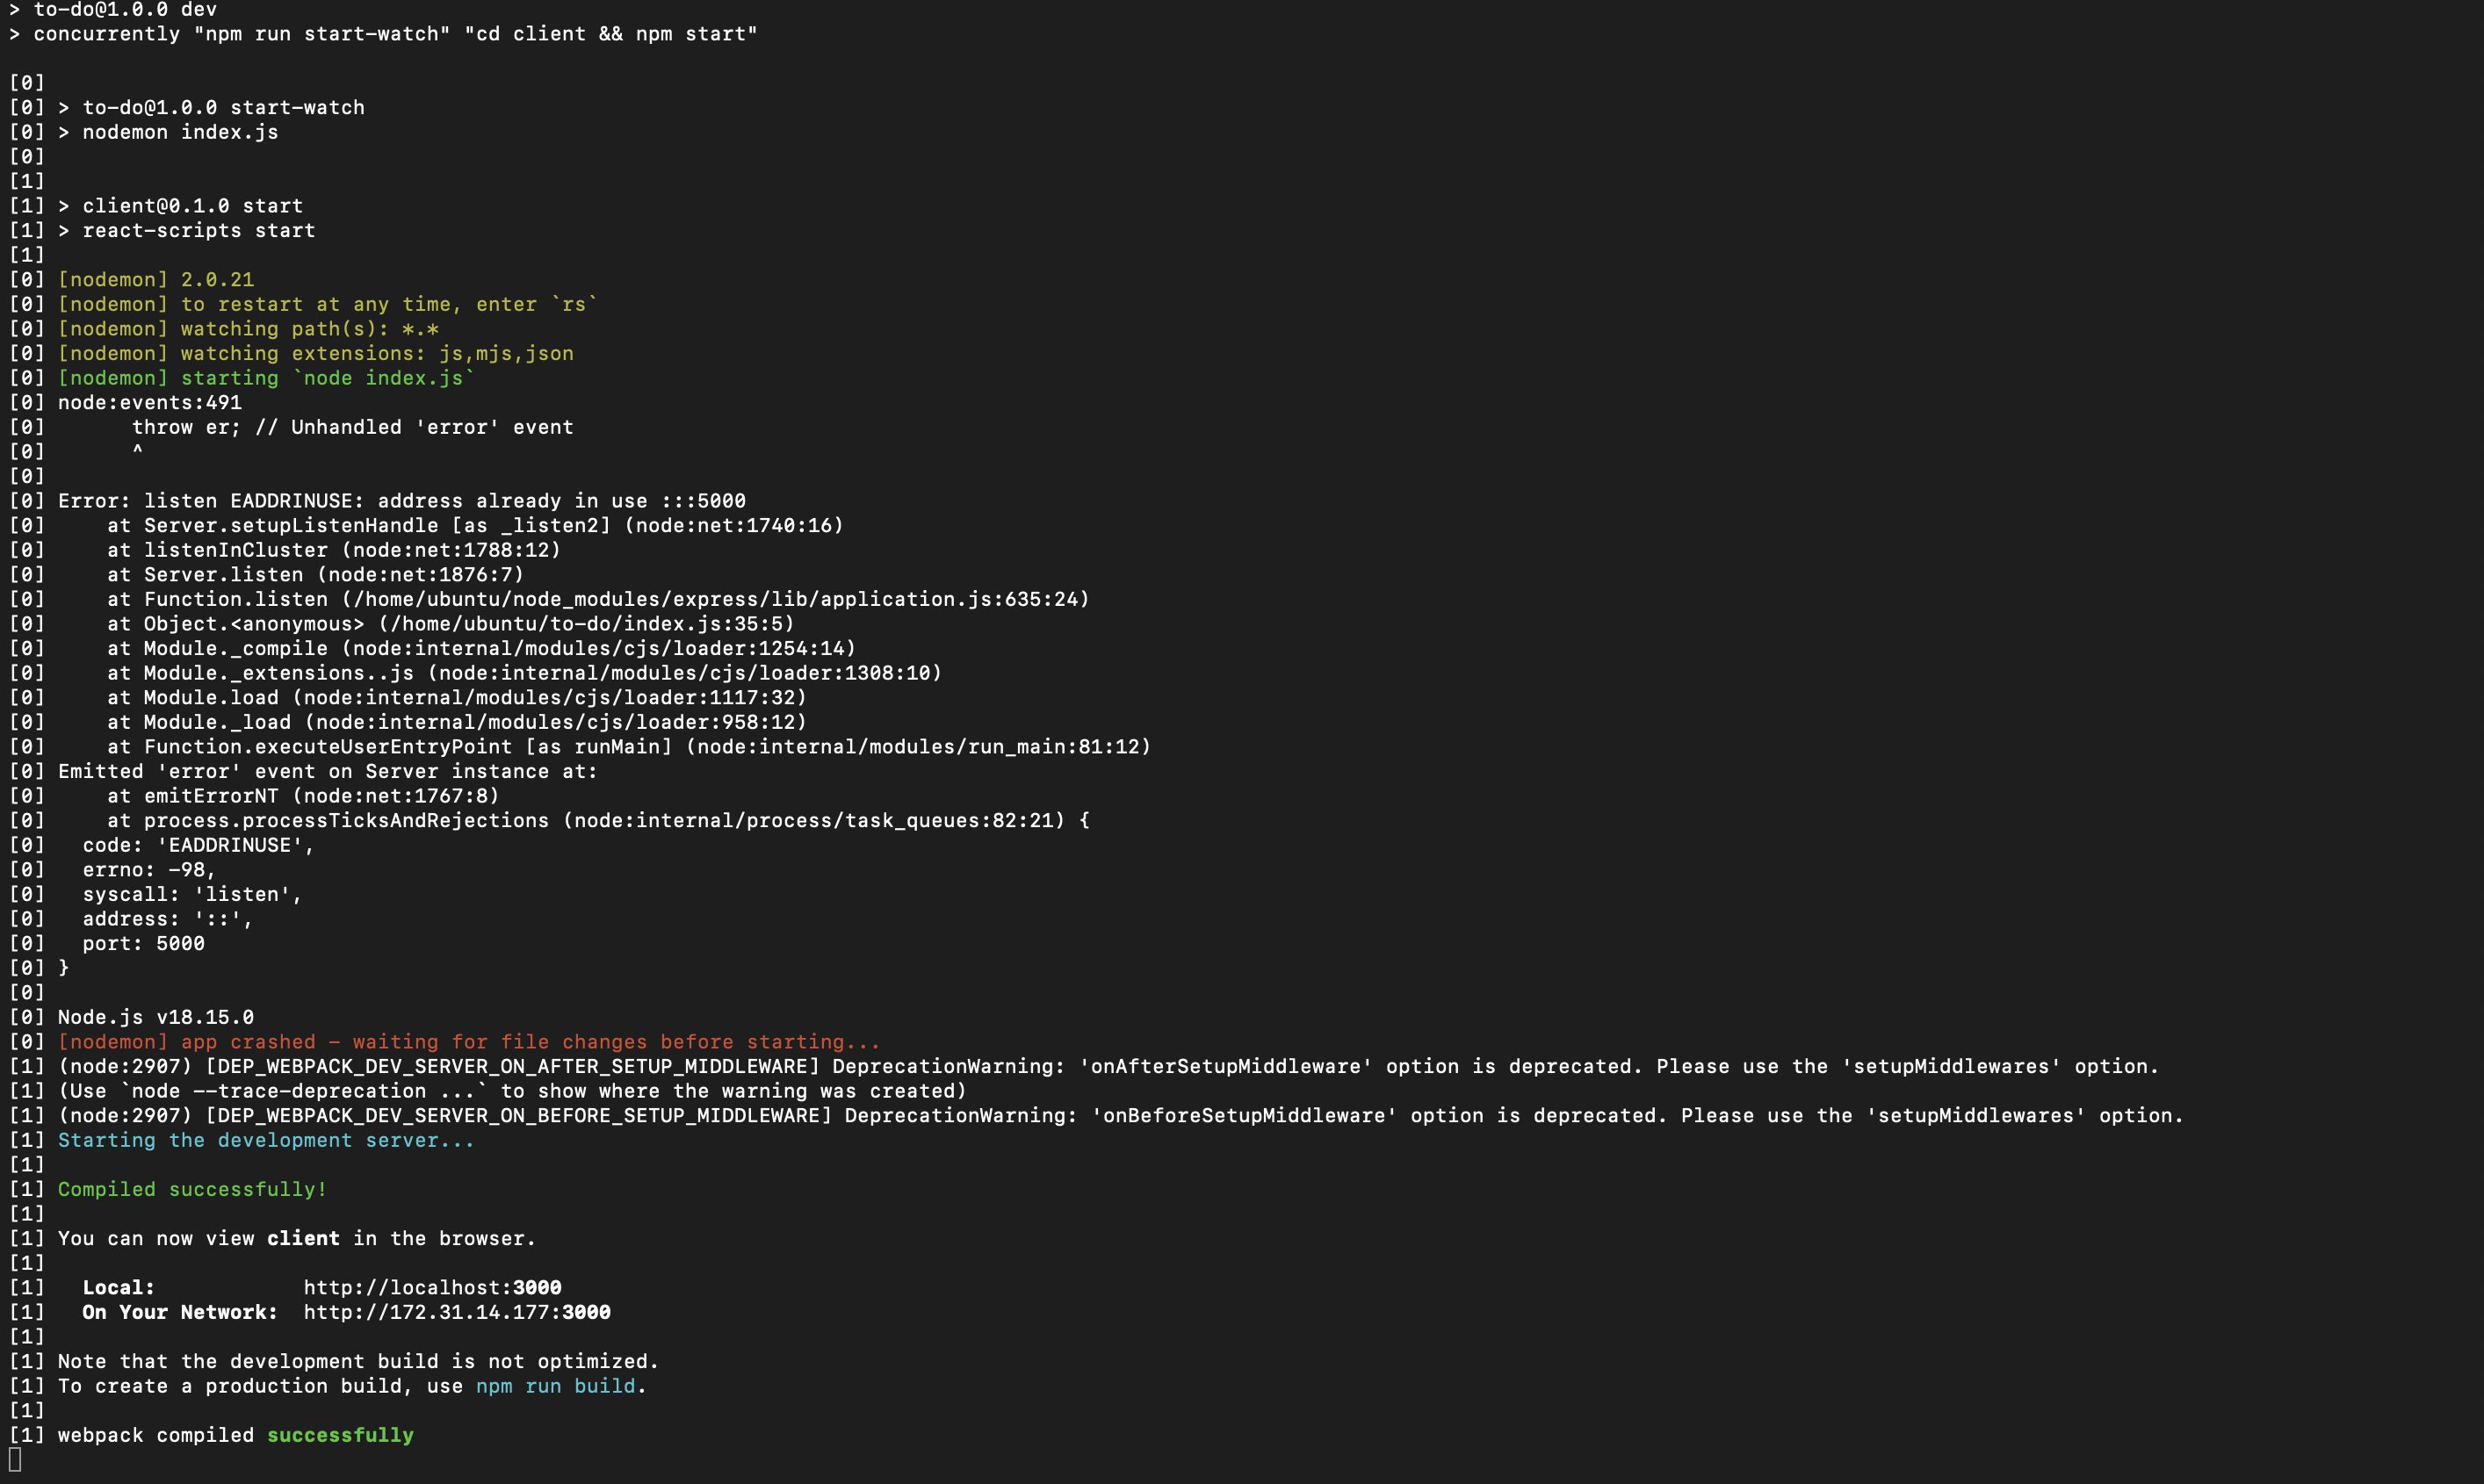 > to-do@1.0.0 dev
> concurrently "npm run start-watch" "cd client && npm start"
[0]
[0] > to-do@1.0.0 start-watch
[0] > nodemon index.js
[0]
[1]
[1] > client@0.1.0 start
[1] > react-scripts start
[1]
[0] [nodemon] 2.0.21
[0] [nodemon] to restart at any time, enter `rs`
[0] [nodemon] watching path(s): *.*
[0] [nodemon] watching extensions: js,mjs,json
[0] [nodemon] starting `node index.js`
[0] node:events:491
[0]       throw er; // Unhandled 'error' event
[0]       ^
[0]
[0] Error: listen EADDRINUSE: address already in use :::5000
[0]     at Server.setupListenHandle [as _listen2] (node:net:1740:16)
[0]     at listenInCluster (node:net:1788:12)
[0]     at Server.listen (node:net:1876:7)
[0]     at Function.listen (/home/ubuntu/node_modules/express/lib/application.js:635:24)
[0]     at Object.<anonymous> (/home/ubuntu/to-do/index.js:35:5)
[0]     at Module._compile (node:internal/modules/cjs/loader:1254:14)
[0]     at Module._extensions..js (node:internal/modules/cjs/loader:1308:10)
[0]     at Module.load (node:internal/modules/cjs/loader:1117:32)
[0]     at Module._load (node:internal/modules/cjs/loader:958:12)
[0]     at Function.executeUserEntryPoint [as runMain] (node:internal/modules/run_main:81:12)
[0] Emitted 'error' event on Server instance at:
[0]     at emitErrorNT (node:net:1767:8)
[0]     at process.processTicksAndRejections (node:internal/process/task_queues:82:21) {
[0]   code: 'EADDRINUSE',
[0]   errno: -98,
[0]   syscall: 'listen',
[0]   address: '::',
[0]   port: 5000
[0] }
[0]
[0] Node.js v18.15.0
[0] [nodemon] app crashed - waiting for file changes before starting...
[1] (node:2907) [DEP_WEBPACK_DEV_SERVER_ON_AFTER_SETUP_MIDDLEWARE] DeprecationWarning: 'onAfterSetupMiddleware' option is deprecated. Please use the 'setupMiddlewares' option.
[1] (Use `node --trace-deprecation ...` to show where the warning was created)
[1] (node:2907) [DEP_WEBPACK_DEV_SERVER_ON_BEFORE_SETUP_MIDDLEWARE] DeprecationWarning: 'onBeforeSetupMiddleware' option is deprecated. Please use the 'setupMiddlewares' option.
[1] Starting the development server...
[1]
[1] Compiled successfully!
[1]
[1] You can now view client in the browser.
[1]
[1]   Local:            http://localhost:3000
[1]   On Your Network:  http://172.31.14.177:3000
[1]
[1] Note that the development build is not optimized.
[1] To create a production build, use npm run build.
[1]
[1] webpack compiled successfully